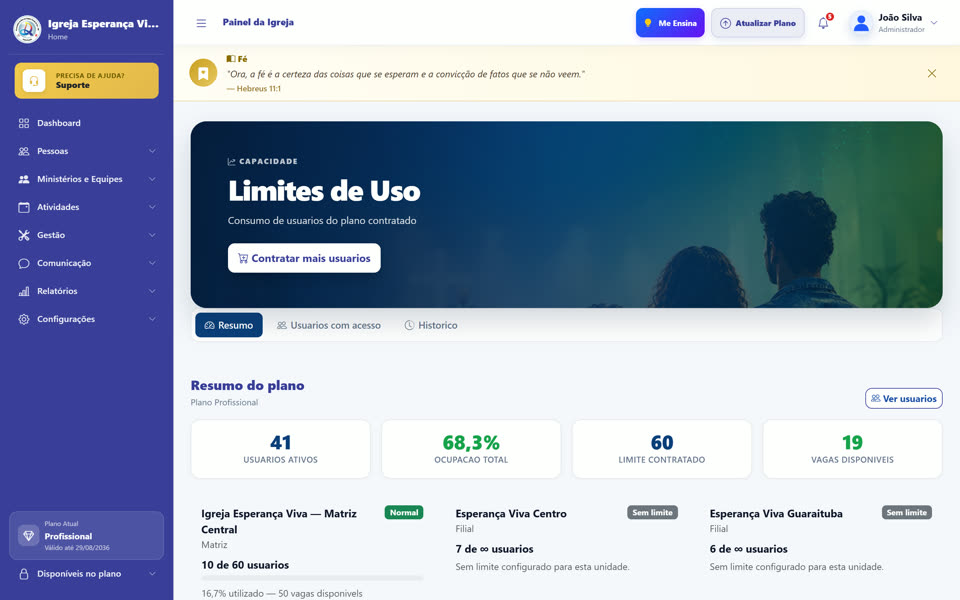 Igreja Esperança Vi...
Home
PRECISA DE AJUDA?
Suporte
Dashboard
Pessoas
Ministérios e Equipes
Atividades
Gestão
Comunicação
Relatórios
Configurações
Plano Atual
Profissional
Válido até 29/08/2036
Disponíveis no plano
Painel da Igreja
Me Ensina
Atualizar Plano
João Silva
Administrador
Fé
"Ora, a fé é a certeza das coisas que se esperam e a convicção de fatos que se não veem."
— Hebreus 11:1
CAPACIDADE
Limites de Uso
Consumo de usuarios do plano contratado
Contratar mais usuarios
Resumo
Usuarios com acesso
Historico
Resumo do plano
Plano Profissional
Ver usuarios
41
USUARIOS ATIVOS
68,3%
OCUPACAO TOTAL
60
LIMITE CONTRATADO
19
VAGAS DISPONIVEIS
Igreja Esperança Viva — Matriz Central
Normal
Matriz
10 de 60 usuarios
16,7% utilizado — 50 vagas disponiveis
Esperança Viva Centro
Sem limite
Filial
7 de ∞ usuarios
Sem limite configurado para esta unidade.
Esperança Viva Guaraituba
Sem limite
Filial
6 de ∞ usuarios
Sem limite configurado para esta unidade.